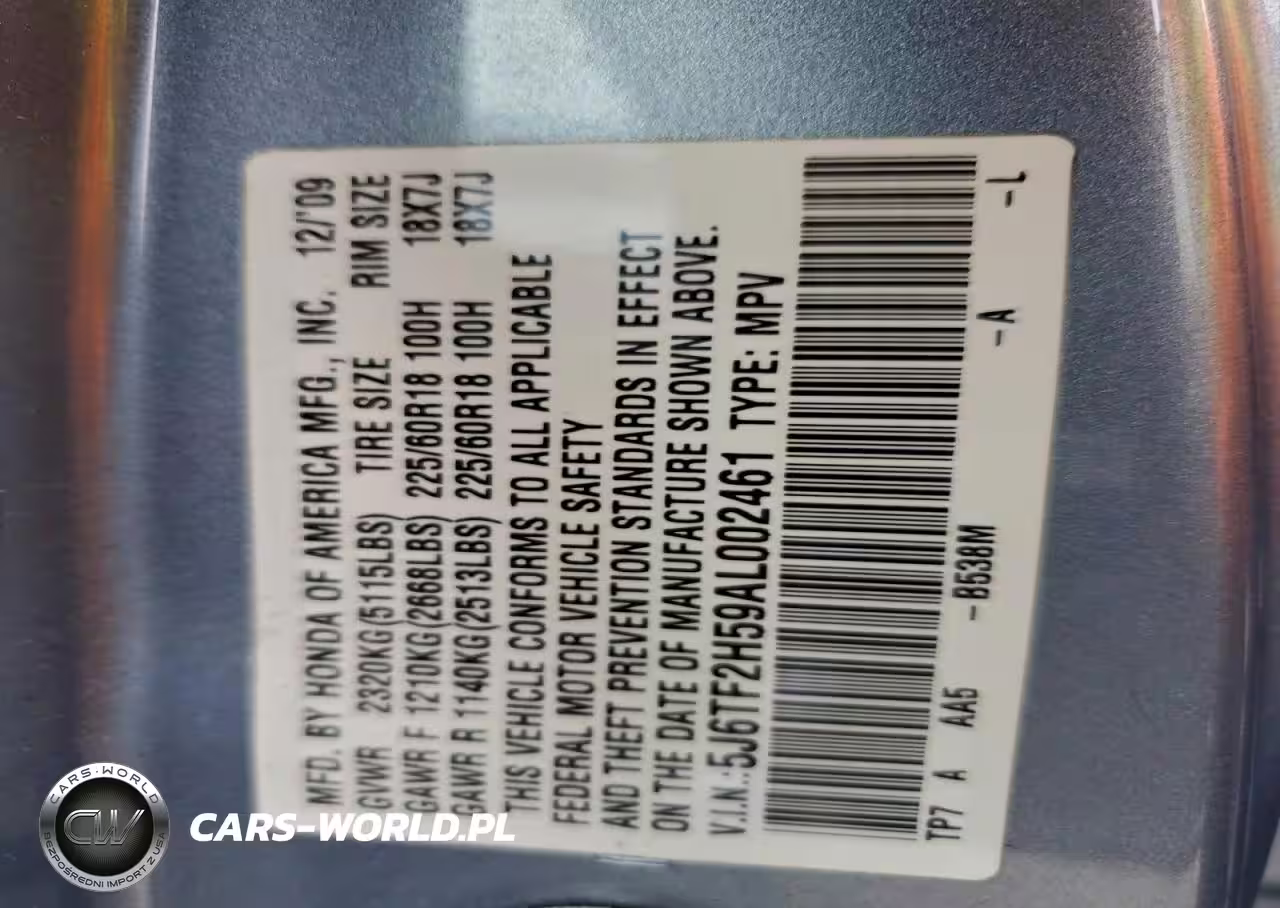 MFD. BY HONDA OF AMERICA MFG., INC. 12/'09
GVWR 2320KG(5115LBS) TIRE SIZE RIM SIZE
GAWR F 1210KG(2668LBS) 225/60R18 100H 18X7J
GAWR R 1140KG(2513LBS) 225/60R18 100H 18X7J
THIS VEHICLE CONFORMS TO ALL APPLICABLE
FEDERAL MOTOR VEHICLE SAFETY
AND THEFT PREVENTION STANDARDS IN EFFECT
ON THE DATE OF MANUFACTURE SHOWN ABOVE.
V.I.N.:5J6TF2H59AL002461 TYPE: MPV
TP7 A AA5 -B538M -A -L
CARS-WORLD
CW
BEZPOŚREDNI IMPORT Z USA
CARS-WORLD.PL